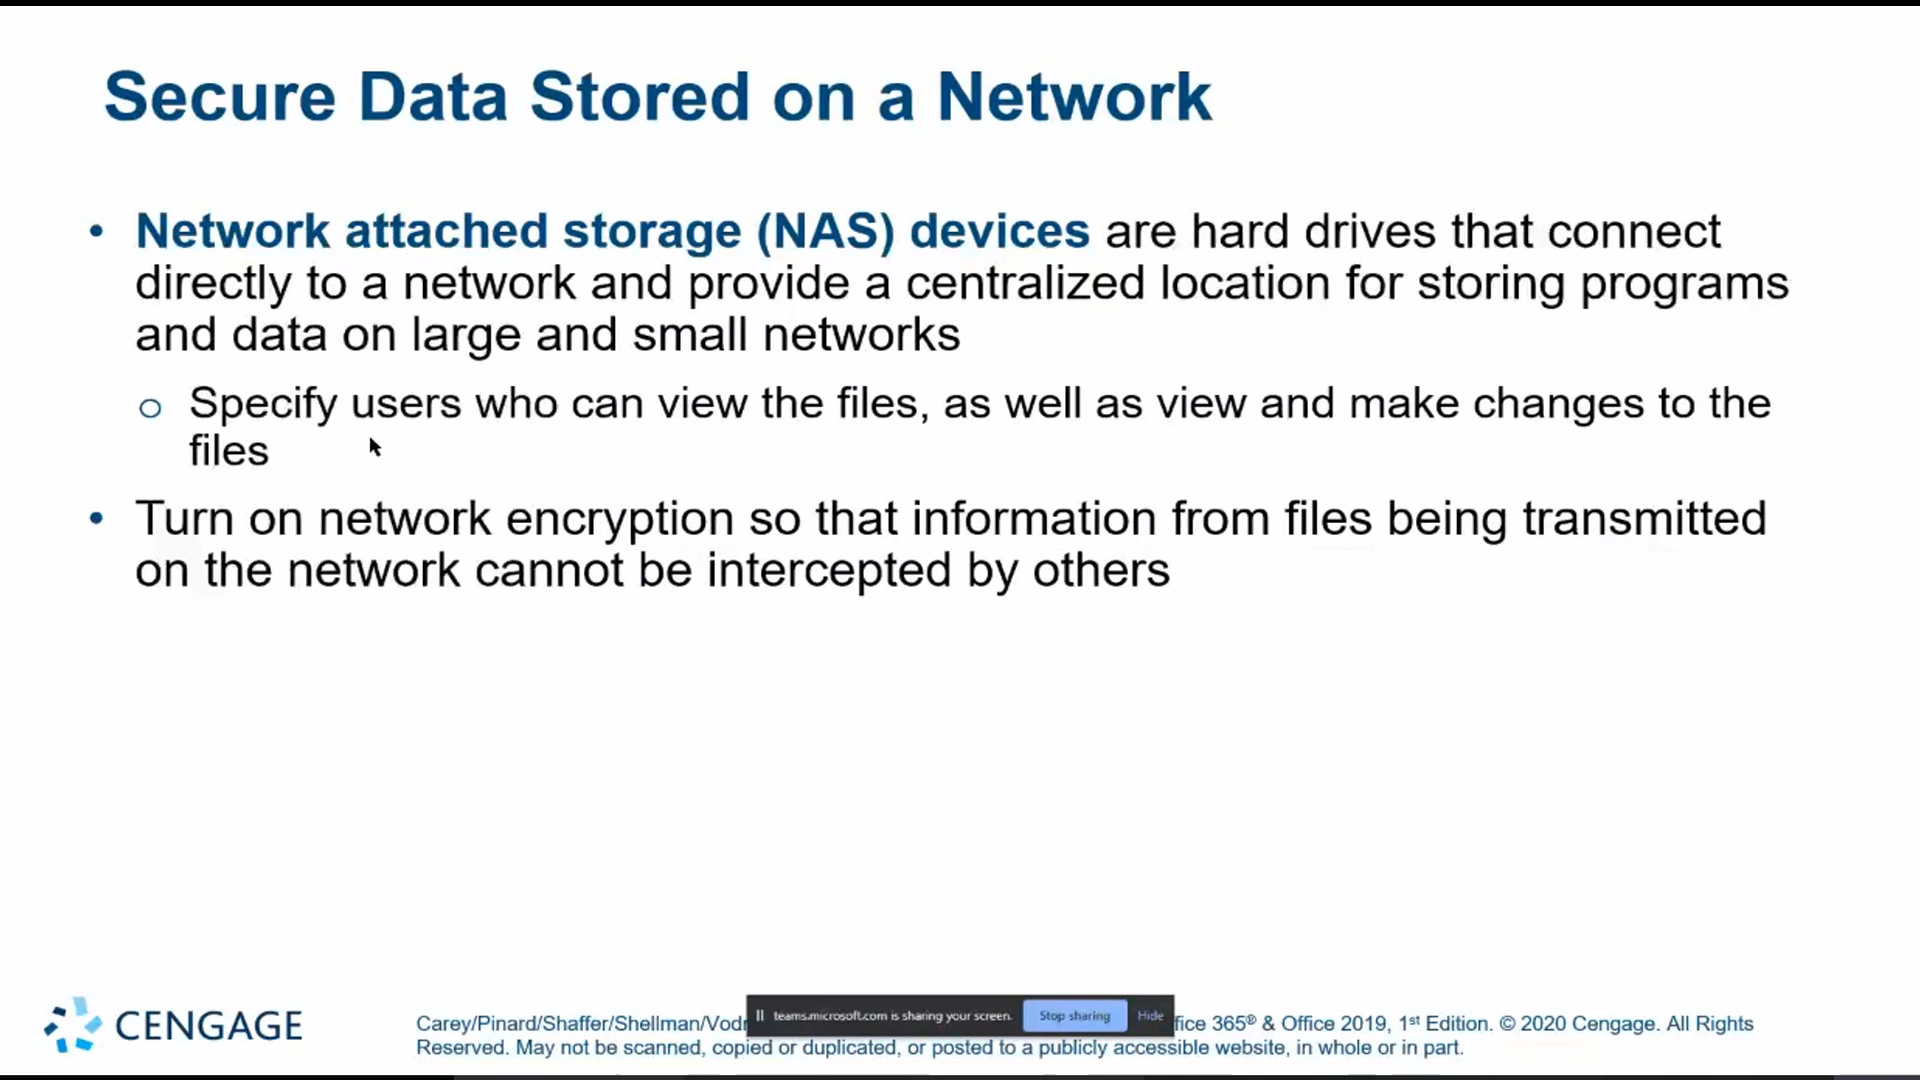 Secure Data Stored on a Network
• Network attached storage (NAS) devices are hard drives that connect
directly to a network and provide a centralized location for storing programs
and data on large and small networks
o Specify users who can view the files, as well as view and make changes to the
files
• Turn on network encryption so that information from files being transmitted
on the network cannot be intercepted by others
CENGAGE
Carey/Pinard/Shaffer/Shellman/ 365® & Office 2019, 1st Edition. © 2020 Cengage. All Rights
Reserved. May not be scanned, copied or duplicated, or posted to a publicly accessible website, in whole or in part.
teams.microsoft.com is sharing your screen. Stop sharing Hide